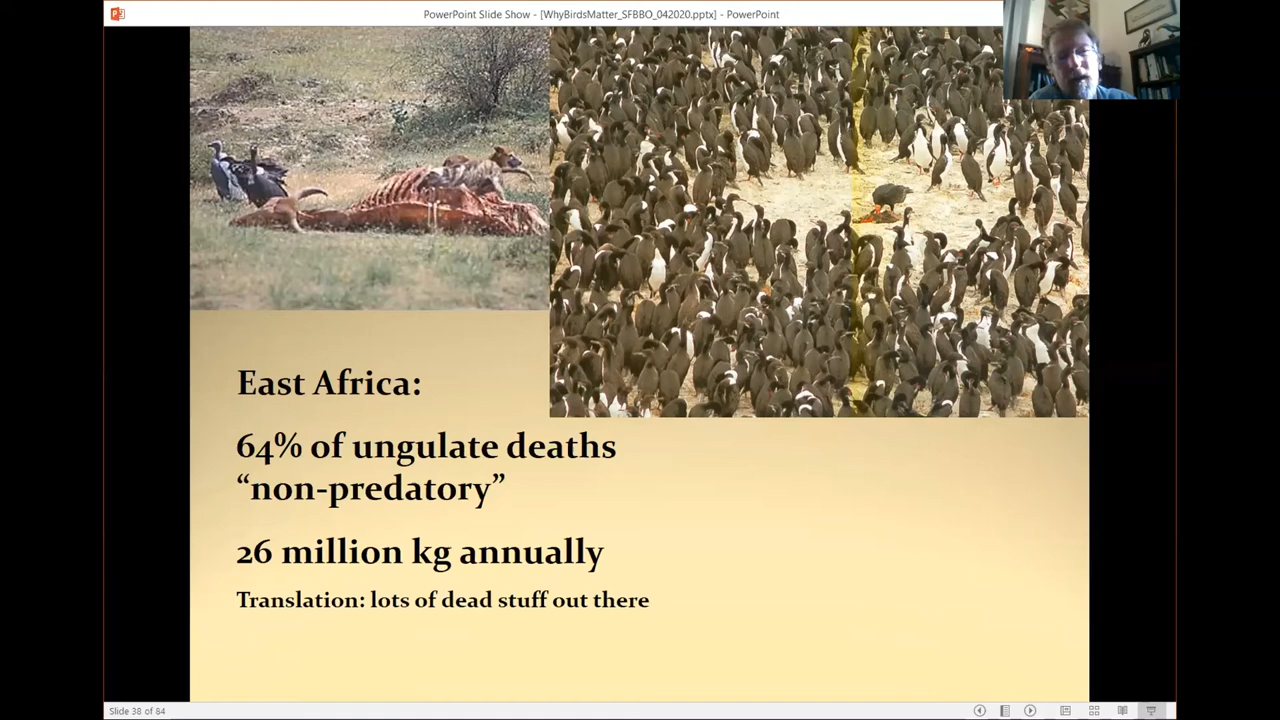 PowerPoint Slide Show - [WhyBirdsMatter_SFBBO_042020.pptx] - PowerPoint
East Africa:
64% of ungulate deaths
“non-predatory”
26 million kg annually
Translation: lots of dead stuff out there
Slide 38 of 84